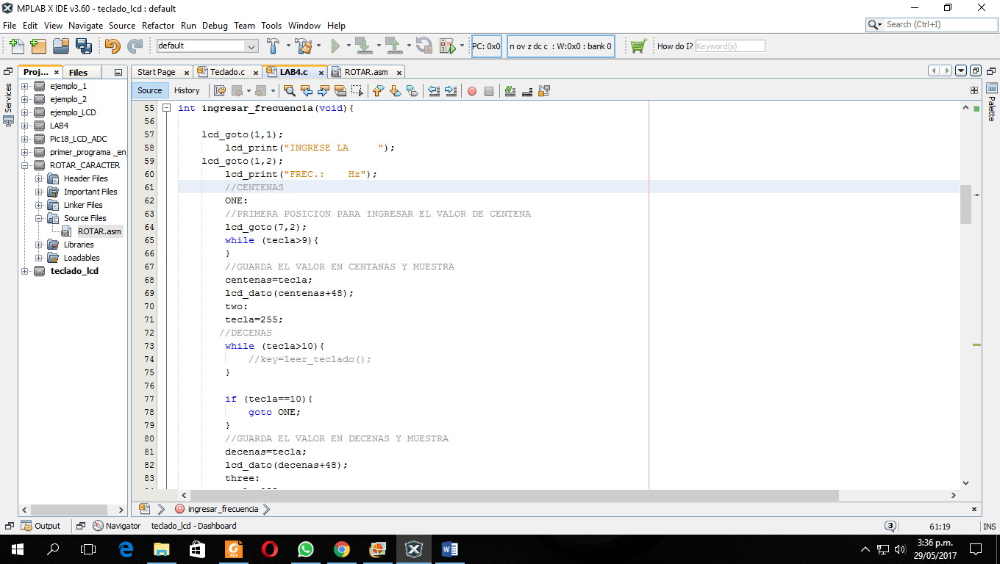 MPLAB X IDE v3.60 - teclado_lcd : default
File Edit View Navigate Source Refactor Run Debug Team Tools Window Help
Search (Ctrl+I)
default
PC: 0x0
n ov z dc c : W:0x0 : bank 0
How do I?
Keyword(s)
Proj...
Files
Start Page
Teclado.c
LAB4.c
ROTAR.asm
Services
Palette
Source
History
ejemplo_1
ejemplo_2
ejemplo_LCD
LAB4
Pic18_LCD_ADC
primer_programa _en_
ROTAR_CARACTER
Header Files
Important Files
Linker Files
Source Files
ROTAR.asm
Libraries
Loadables
teclado_lcd
55 int ingresar_frecuencia(void){
56
57 lcd_goto(1,1);
58 lcd_print("INGRESE LA     ");
59 lcd_goto(1,2);
60 lcd_print("FREC.:    Hz");
61 //CENTENAS
62 ONE:
63 //PRIMERA POSICION PARA INGRESAR EL VALOR DE CENTENA
64 lcd_goto(7,2);
65 while (tecla>9){
66 }
67 //GUARDA EL VALOR EN CENTANAS Y MUESTRA
68 centenas=tecla;
69 lcd_dato(centenas+48);
70 two:
71 tecla=255;
72 //DECENAS
73 while (tecla>10){
74 //key=leer_teclado();
75 }
76
77 if (tecla==10){
78 goto ONE;
79 }
80 //GUARDA EL VALOR EN DECENAS Y MUESTRA
81 decenas=tecla;
82 lcd_dato(decenas+48);
83 three:
ingresar_frecuencia
Output
Navigator
teclado_lcd - Dashboard
3
61:19
INS
3:36 p.m.
29/05/2017